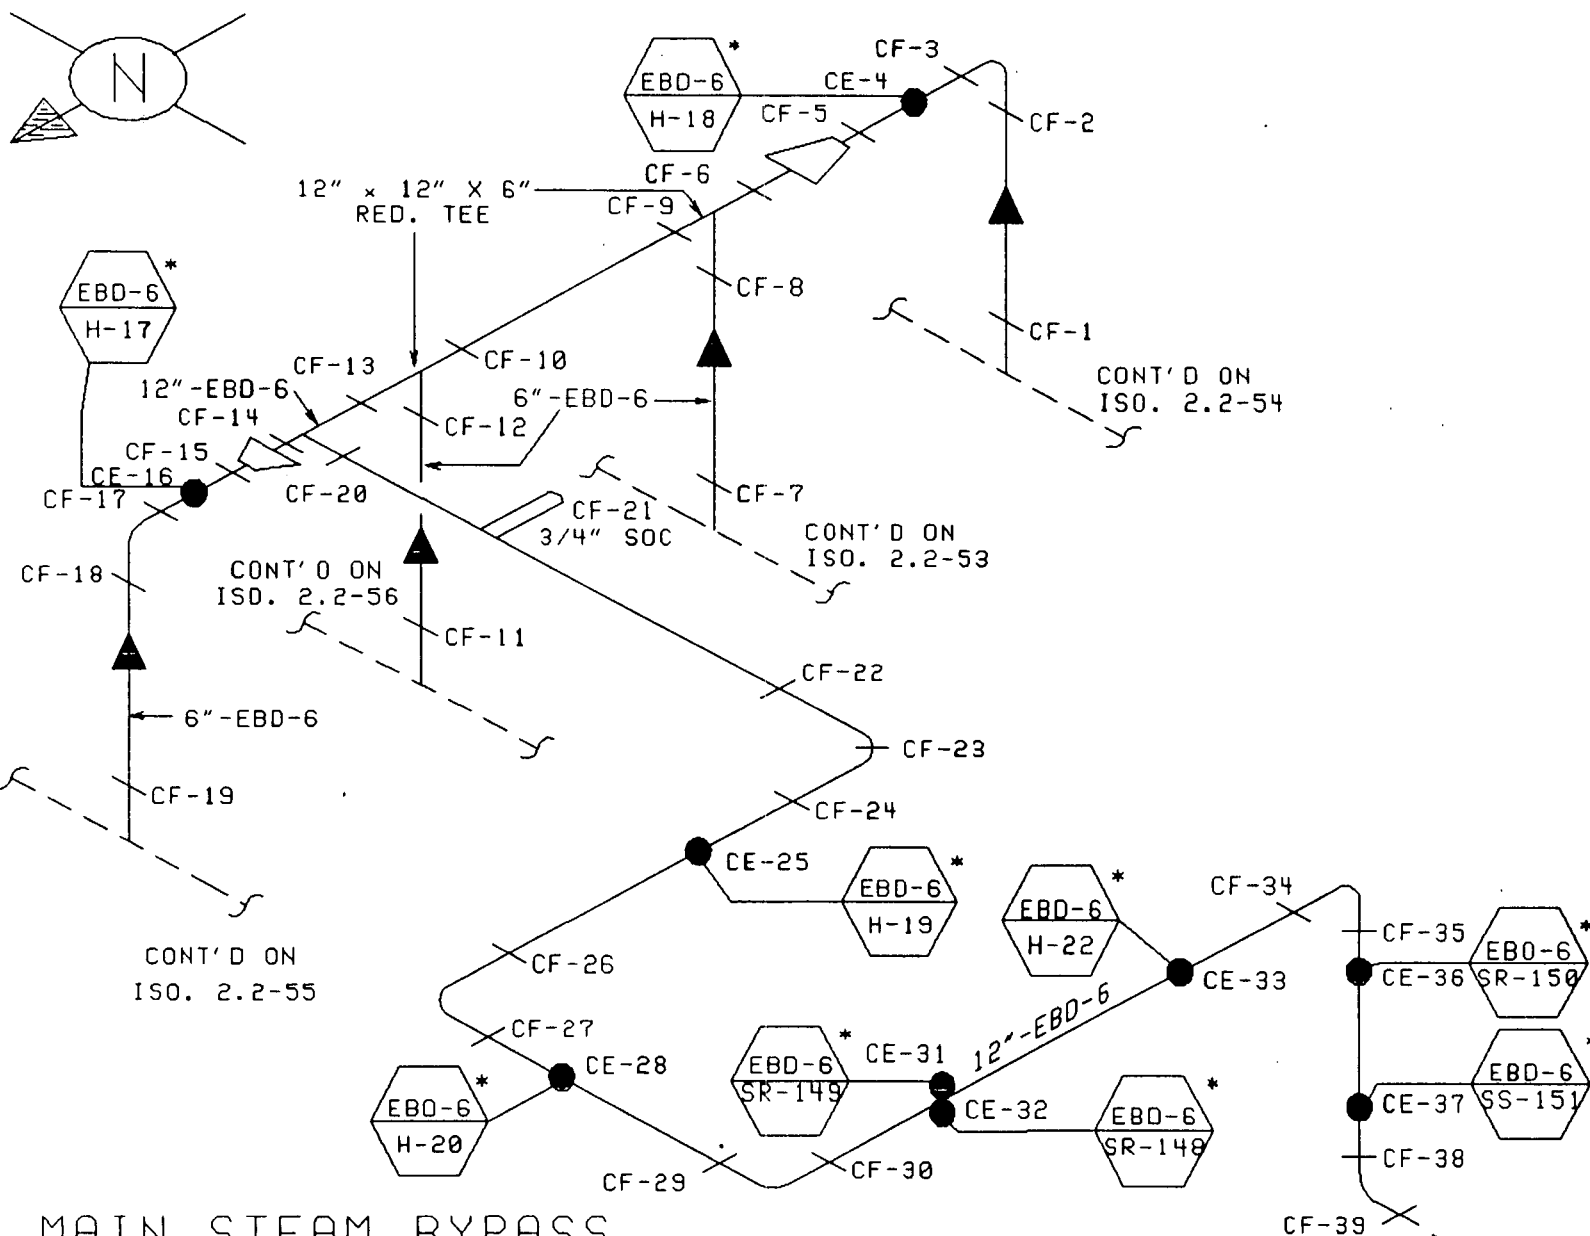 N
EBD-6
H-18
*
CE-4
CF-3
CF-5
CF-2
CF-6
12" x 12" X 6"
RED. TEE
CF-9
CF-8
CF-1
CONT'D ON
ISO. 2.2-54
EBD-6
H-17
*
CF-10
CF-13
12"-EBD-6
CF-14
6"-EBD-6
CF-12
CF-15
CE-16
CF-17
CF-20
CF-21
3/4" SOC
CF-7
CONT'D ON
ISO. 2.2-53
CF-18
CONT'O ON
ISD. 2.2-56
CF-11
CF-22
6"-EBD-6
CF-23
CF-19
CF-24
CE-25
EBD-6
H-19
*
EBD-6
H-22
*
CF-34
CF-35
CONT'D ON
ISO. 2.2-55
CF-26
CE-33
CE-36
EBO-6
SR-150
*
12"-EBD-6
CF-27
CE-28
EBD-6
SR-149
*
CE-31
CE-32
EBD-6
SR-148
*
CE-37
EBD-6
SS-151
*
EBO-6
H-20
*
CF-29
CF-30
CF-38
CF-39
MAIN STEAM BYPASS